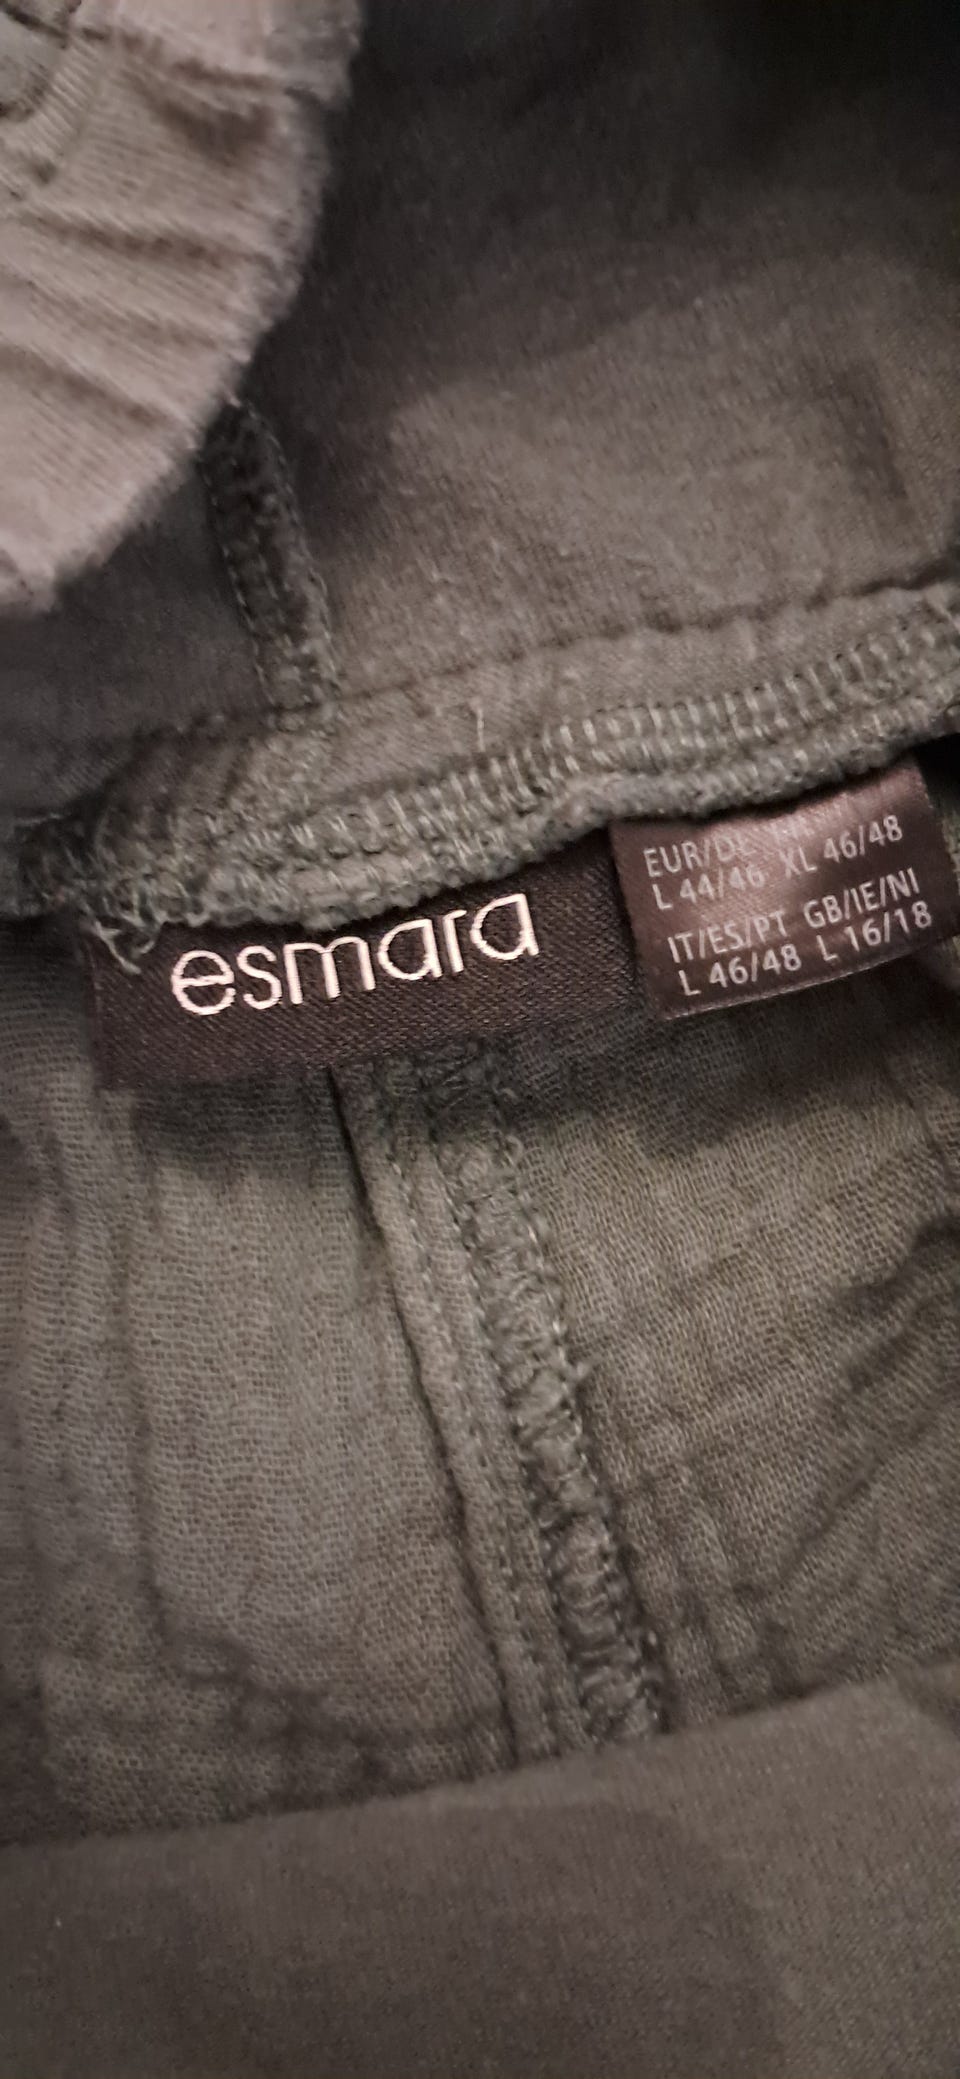 esmara
EUR/DE
L 44/46 XL 46/48
IT/ES/PT GB/IE/NI
L 46/48 L 16/18